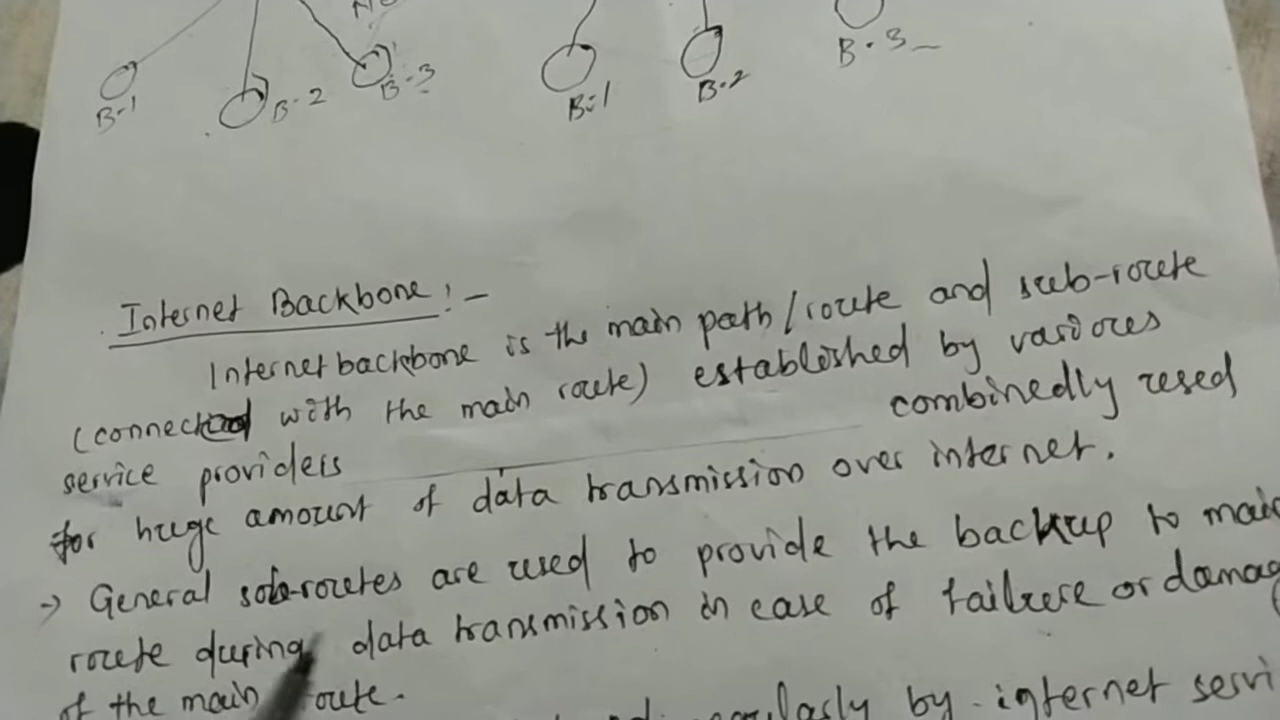 B-1
B-2
B-3
B-1
B-2
B-3
Internet Backbone :-
Internet backbone is the main path/route and sub-route
(connected with the main route) established by various
service providers combinedly used
for huge amount of data transmission over internet.
→ General sub-routes are used to provide the backup to main
route during data transmission in case of failure or damag
of the main route.
by internet servi